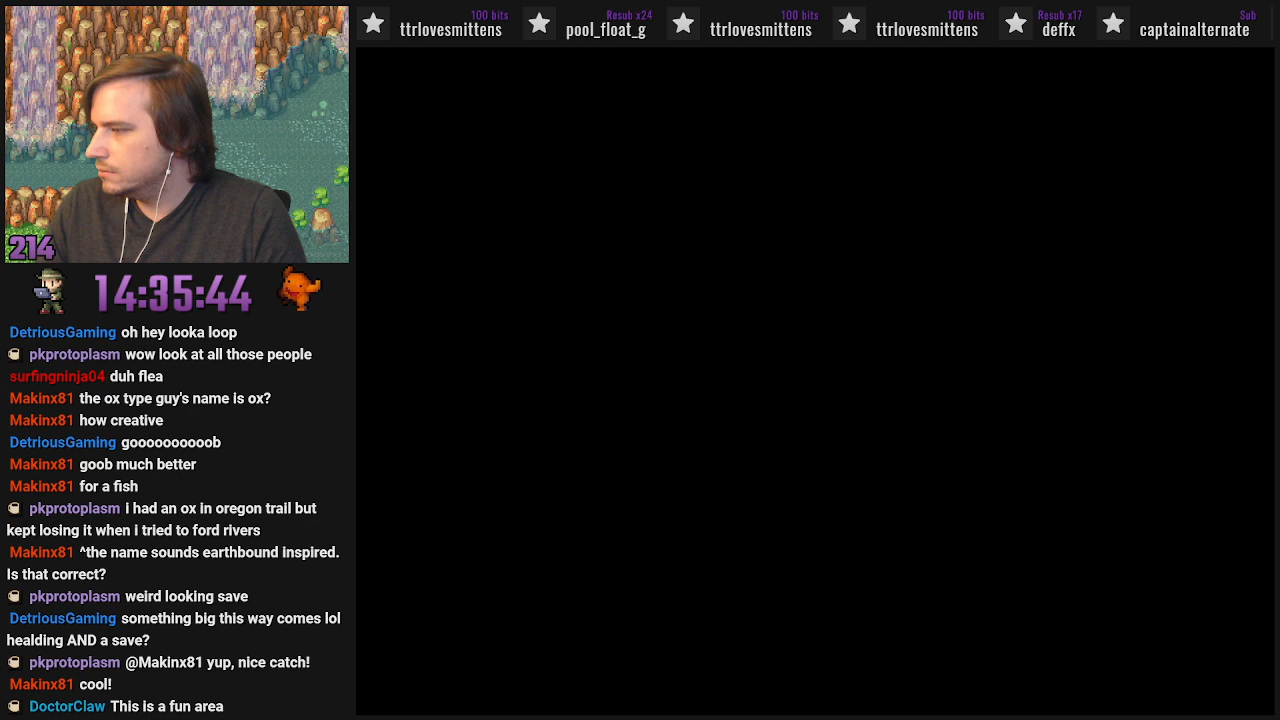 100 bits
ttrlovesmittens
Resub x24
pool_float_g
100 bits
ttrlovesmittens
100 bits
ttrlovesmittens
Resub x17
deffx
Sub
captainalternate
214
14:35:44
DetriousGaming oh hey looka loop
pkprotoplasm wow look at all those people
surfingninja04 duh flea
Makinx81 the ox type guy's name is ox?
Makinx81 how creative
DetriousGaming goooooooooob
Makinx81 goob much better
Makinx81 for a fish
pkprotoplasm i had an ox in oregon trail but
kept losing it when i tried to ford rivers
Makinx81 ^the name sounds earthbound inspired.
Is that correct?
pkprotoplasm weird looking save
DetriousGaming something big this way comes lol
healding AND a save?
pkprotoplasm @Makinx81 yup, nice catch!
Makinx81 cool!
DoctorClaw This is a fun area